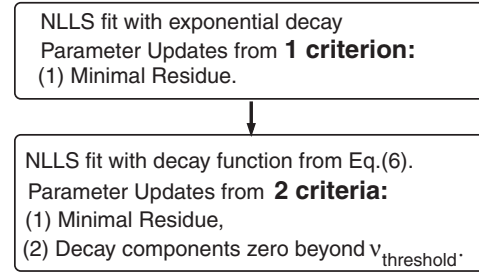 NLLS fit with exponential decay
Parameter Updates from 1 criterion:
(1) Minimal Residue.
NLLS fit with decay function from Eq.(6).
Parameter Updates from 2 criteria:
(1) Minimal Residue,
(2) Decay components zero beyond νthreshold.